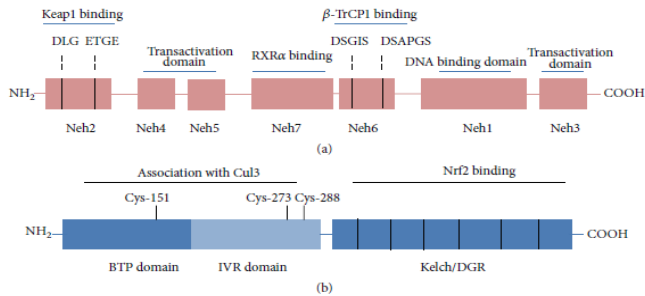 Keap1 binding
β-TrCP1 binding
DLG ETGE
Transactivation domain
RXRα binding
DSGIS DSAPGS
DNA binding domain
Transactivation domain
NH2
COOH
Neh2 Neh4 Neh5 Neh7 Neh6 Neh1 Neh3
(a)
Association with Cul3
Nrf2 binding
Cys-151 Cys-273 Cys-288
NH2
COOH
BTP domain IVR domain Kelch/DGR
(b)